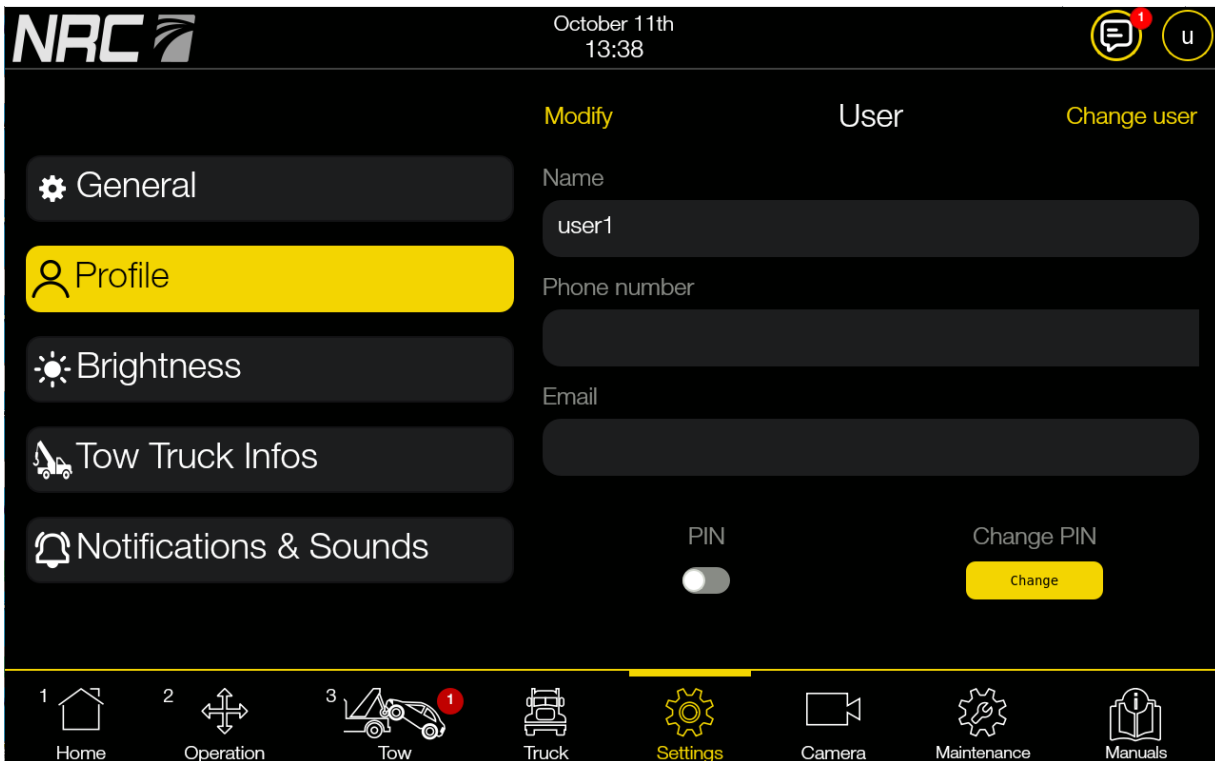 NRC
October 11th
13:38
1
u
Modify
User
Change user
General
Profile
Brightness
Tow Truck Infos
Notifications & Sounds
Name
user1
Phone number
Email
PIN
Change PIN
Change
1
Home
2
Operation
3
1
Tow
Truck
Settings
Camera
Maintenance
i
Manuals